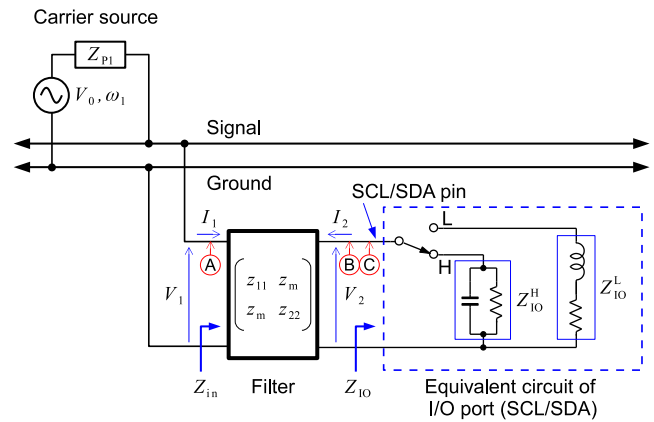 Carrier source
Z_P1
V_0, ω_1
Signal
Ground
SCL/SDA pin
I_1
I_2
L
H
A
B
C
V_1
z_11 z_m
z_m z_22
V_2
Z_IO^H
Z_IO^L
Z_in
Filter
Z_IO
Equivalent circuit of
I/O port (SCL/SDA)